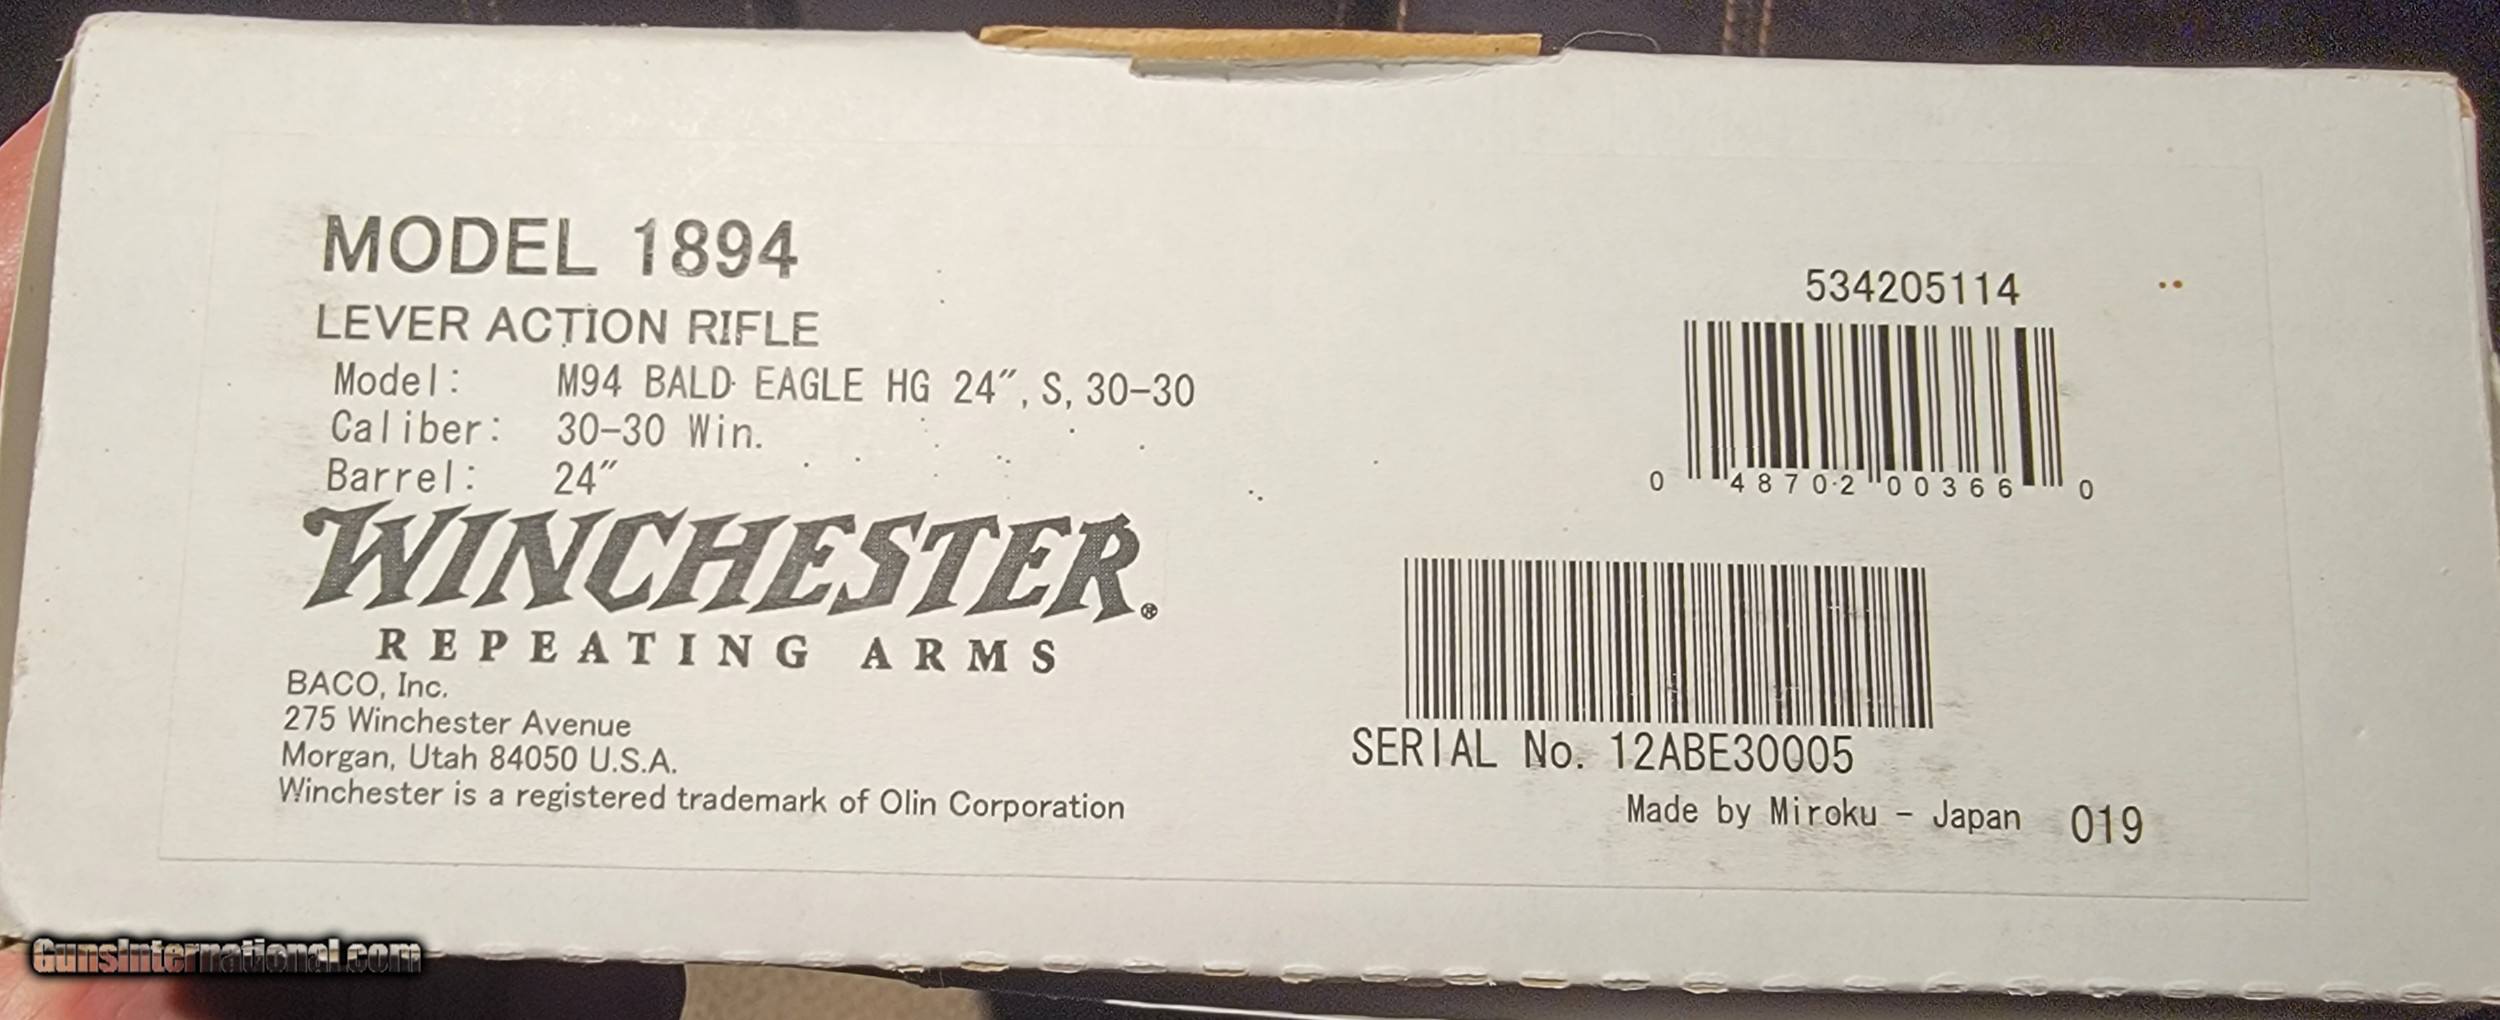 MODEL 1894
LEVER ACTION RIFLE
Model: M94 BALD EAGLE HG 24″, S, 30-30
Caliber: 30-30 Win.
Barrel: 24″
WINCHESTER®
REPEATING ARMS
BACO, Inc.
275 Winchester Avenue
Morgan, Utah 84050 U.S.A.
Winchester is a registered trademark of Olin Corporation
534205114
0 48702 00366 0
SERIAL No. 12ABE30005
Made by Miroku - Japan 019
GunsInternational.com